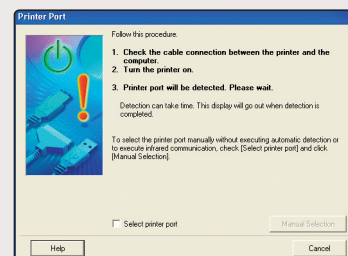 Printer Port
Follow this procedure.
1. Check the cable connection between the printer and the
computer.
2. Turn the printer on.
3. Printer port will be detected. Please wait.
Detection can take time. This display will go out when detection is
completed.
To select the printer port manually without executing automatic detection or
to execute infrared communication, check [Select printer port] and click
[Manual Selection].
Select printer port
Manual Selection
Help
Cancel